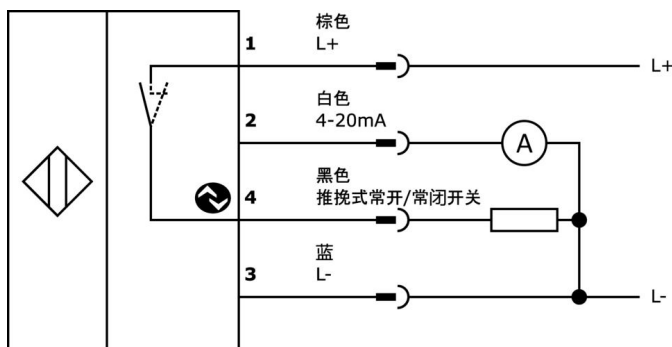 棕色
1 L+
L+
白色
2 4-20mA
A
黑色
4 推挽式常开/常闭开关
蓝
3 L-
L-